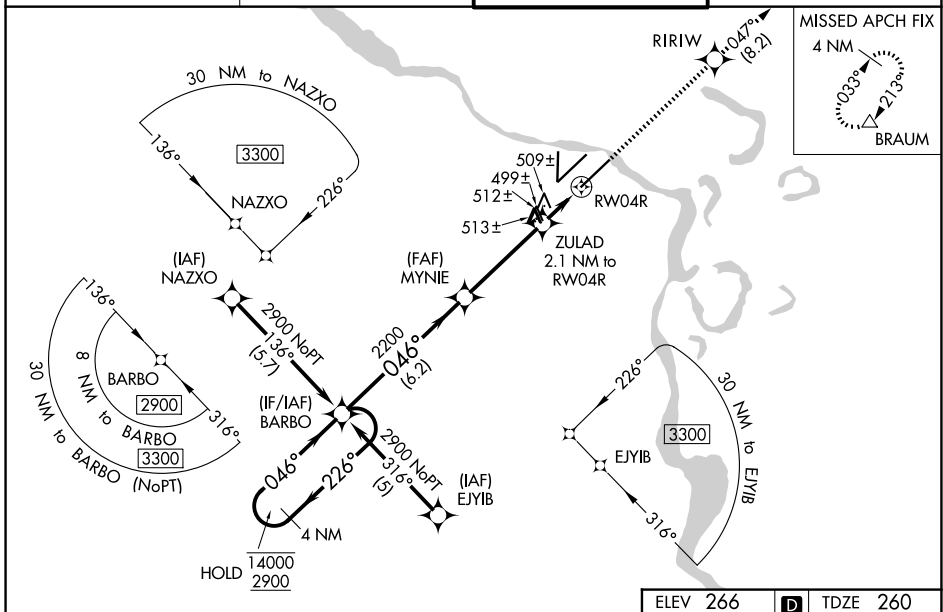 MISSED APCH FIX
4 NM
033°
213°
BRAUM
RIRIW
047°
(8.2)
30 NM to NAZXO
136°
3300
226°
NAZXO
509±
499±
512±
513±
RW04R
ZULAD
2.1 NM to
RW04R
(FAF)
MYNIE
(IAF)
NAZXO
2900 NoPT
136°
(5.7)
2200
046°
(6.2)
136°
BARBO
2900
316°
8 NM to BARBO
3300
30 NM to BARBO (NoPT)
(IF/IAF)
BARBO
046°
226°
2900 NoPT
316°
(5)
(IAF)
EJYIB
4 NM
HOLD
14000
2900
226°
3300
EJYIB
316°
30 NM to EJYIB
ELEV 266
D
TDZE 260